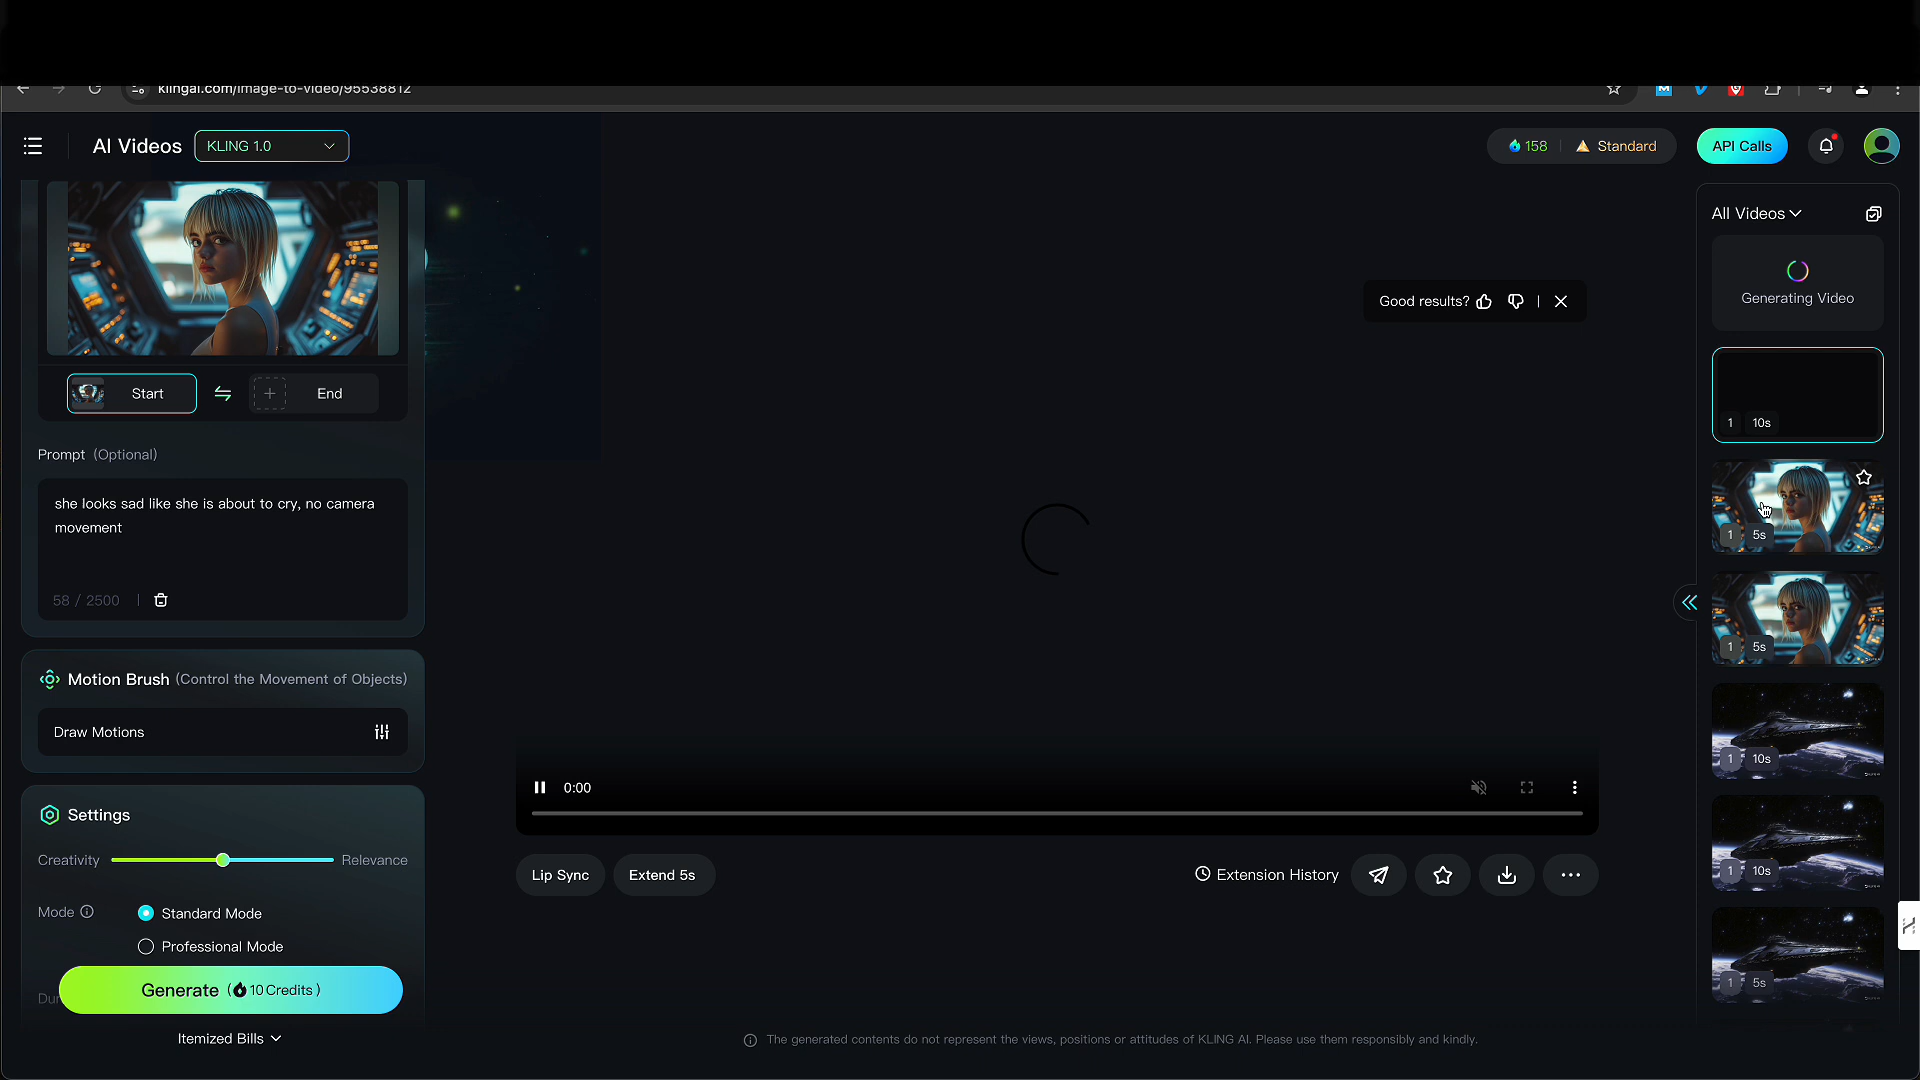 klingai.com/image-to-video/95538812
AI Videos
KLING 1.0
158
Standard
API Calls
Start
End
Prompt (Optional)
she looks sad like she is about to cry, no camera
movement
58 / 2500
Motion Brush (Control the Movement of Objects)
Draw Motions
Settings
Creativity
Relevance
Mode
Standard Mode
Professional Mode
Generate (10 Credits)
Itemized Bills
Good results?
0:00
Lip Sync
Extend 5s
Extension History
The generated contents do not represent the views, positions or attitudes of KLING AI. Please use them responsibly and kindly.
All Videos
Generating Video
1 10s
1 5s
1 5s
1 10s
1 10s
1 5s